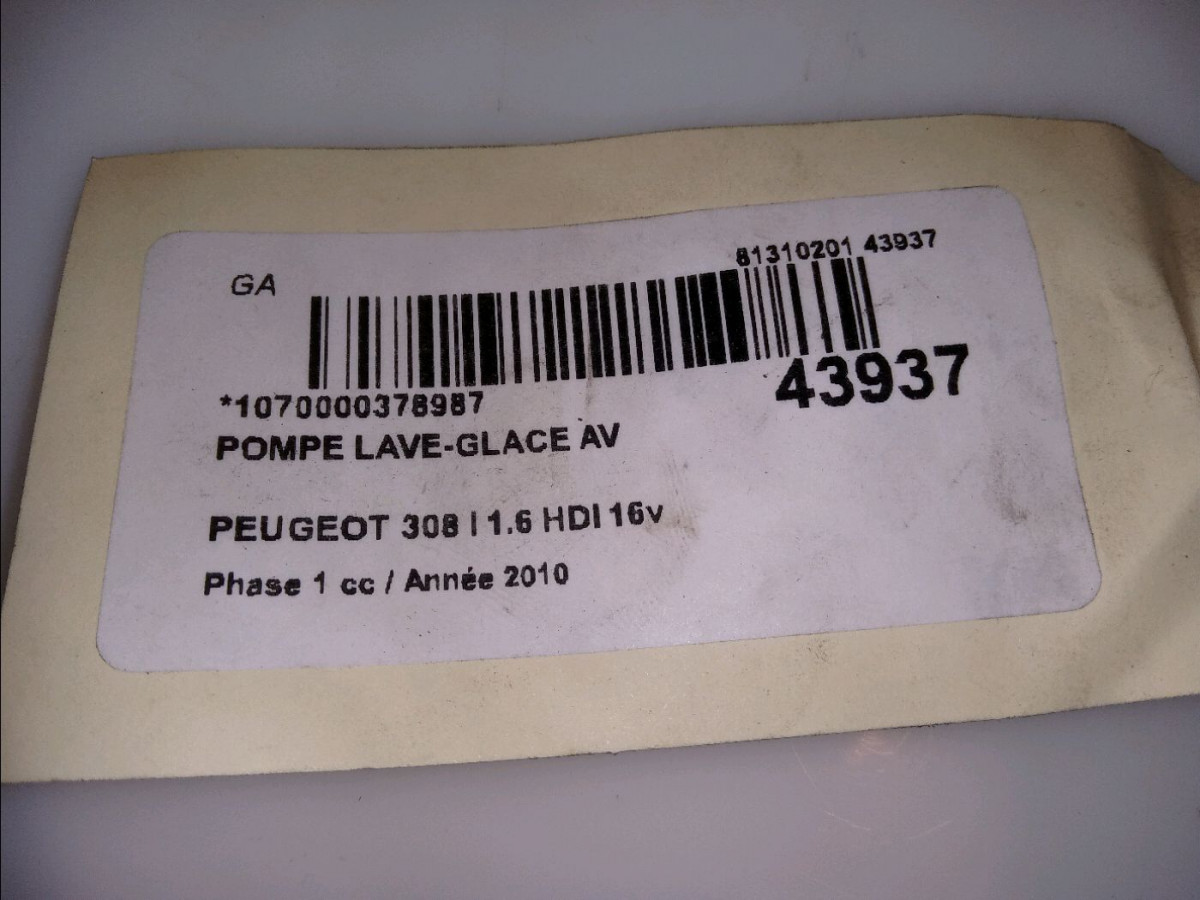 GA
81310201 43937
43937
*1070000378987
POMPE LAVE-GLACE AV
PEUGEOT 308 I 1.6 HDI 16v
Phase 1 cc / Année 2010